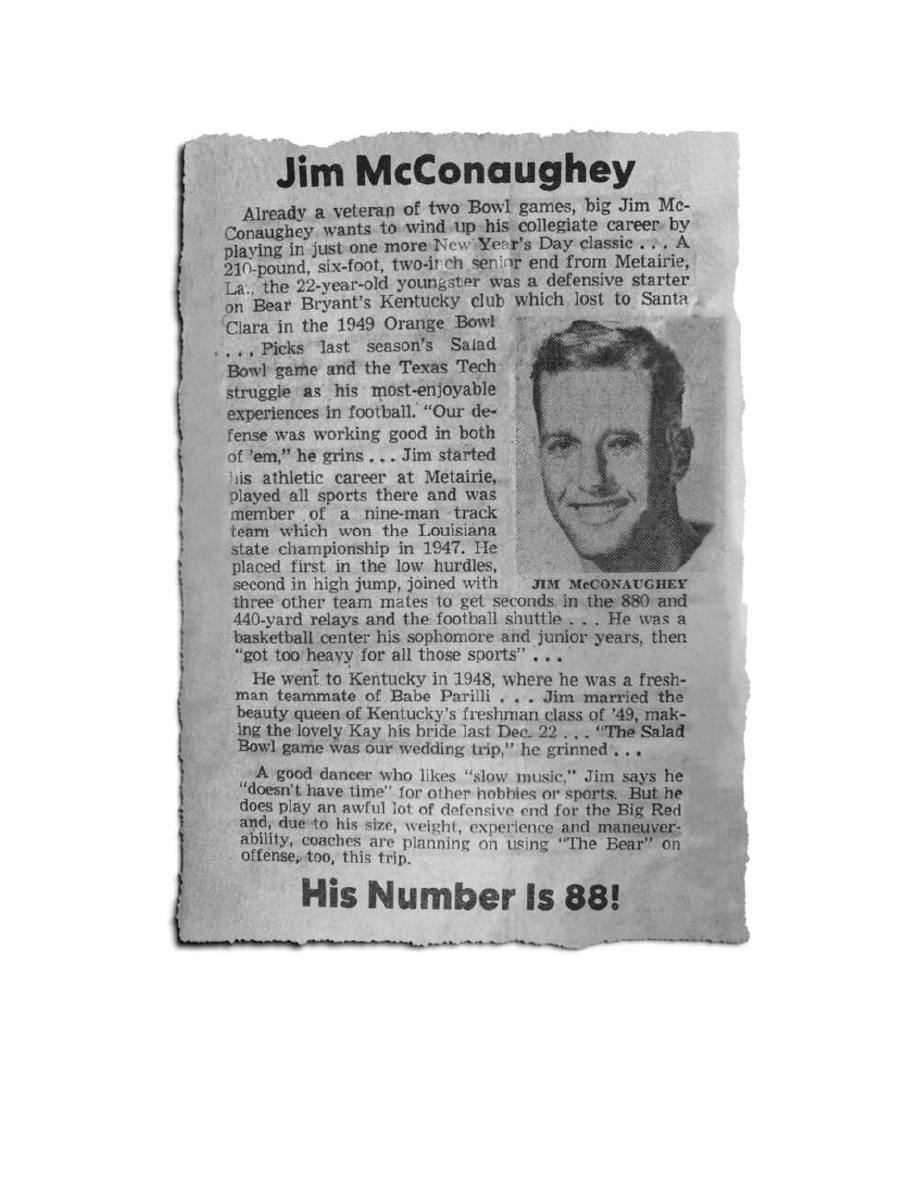 Jim McConaughey
Already a veteran of two Bowl games, big Jim Mc-
Conaughey wants to wind up his collegiate career by
playing in just one more New Year's Day classic . . . A
210-pound, six-foot, two-inch senior end from Metairie,
La., the 22-year-old youngster was a defensive starter
on Bear Bryant's Kentucky club which lost to Santa
Clara in the 1949 Orange Bowl
. . . . Picks last season's Salad
Bowl game and the Texas Tech
struggle as his most-enjoyable
experiences in football. "Our de-
fense was working good in both
of 'em," he grins . . . Jim started
his athletic career at Metairie,
played all sports there and was
member of a nine-man track
team which won the Louisiana
state championship in 1947. He
placed first in the low hurdles,
second in high jump, joined with
JIM McCONAUGHEY
three other team mates to get seconds in the 880 and
440-yard relays and the football shuttle . . . He was a
basketball center his sophomore and junior years, then
"got too heavy for all those sports" . . .
He went to Kentucky in 1948, where he was a fresh-
man teammate of Babe Parilli . . . Jim married the
beauty queen of Kentucky's freshman class of '49, mak-
ing the lovely Kay his bride last Dec. 22 . . . "The Salad
Bowl game was our wedding trip," he grinned . . .
A good dancer who likes "slow music," Jim says he
"doesn't have time" for other hobbies or sports. But he
does play an awful lot of defensive end for the Big Red
and, due to his size, weight, experience and maneuver-
ability, coaches are planning on using "The Bear" on
offense, too, this trip.
His Number Is 88!